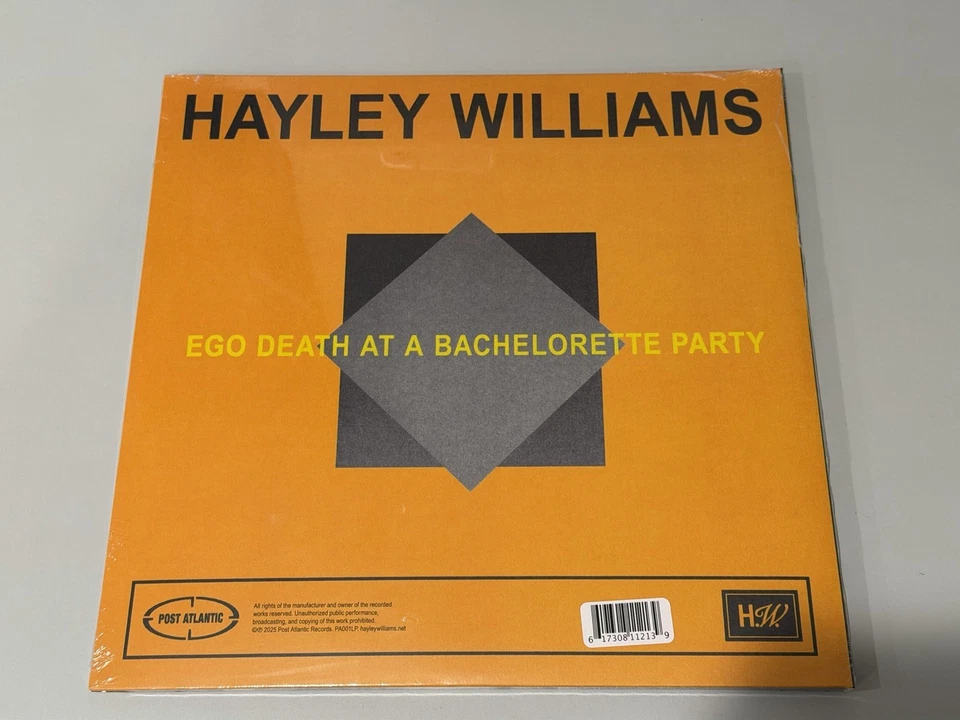 HAYLEY WILLIAMS
EGO DEATH AT A BACHELORETTE PARTY
POST ATLANTIC
All rights of the manufacturer and owner of the recorded
works reserved. Unauthorized public performance,
broadcasting, and copying of this work prohibited.
©℗ 2025 Post Atlantic Records. PA001LP. hayleywilliams.net
6 17308 11213 9
H.W.